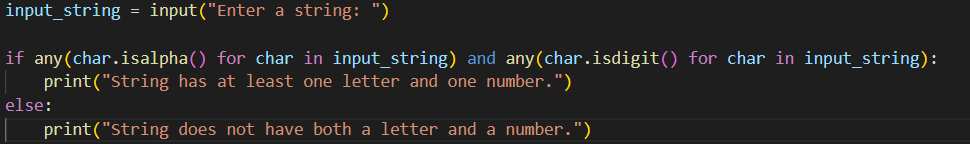 input_string = input("Enter a string: ")
if any(char.isalpha() for char in input_string) and any(char.isdigit() for char in input_string):
    print("String has at least one letter and one number.")
else:
    print("String does not have both a letter and a number.")